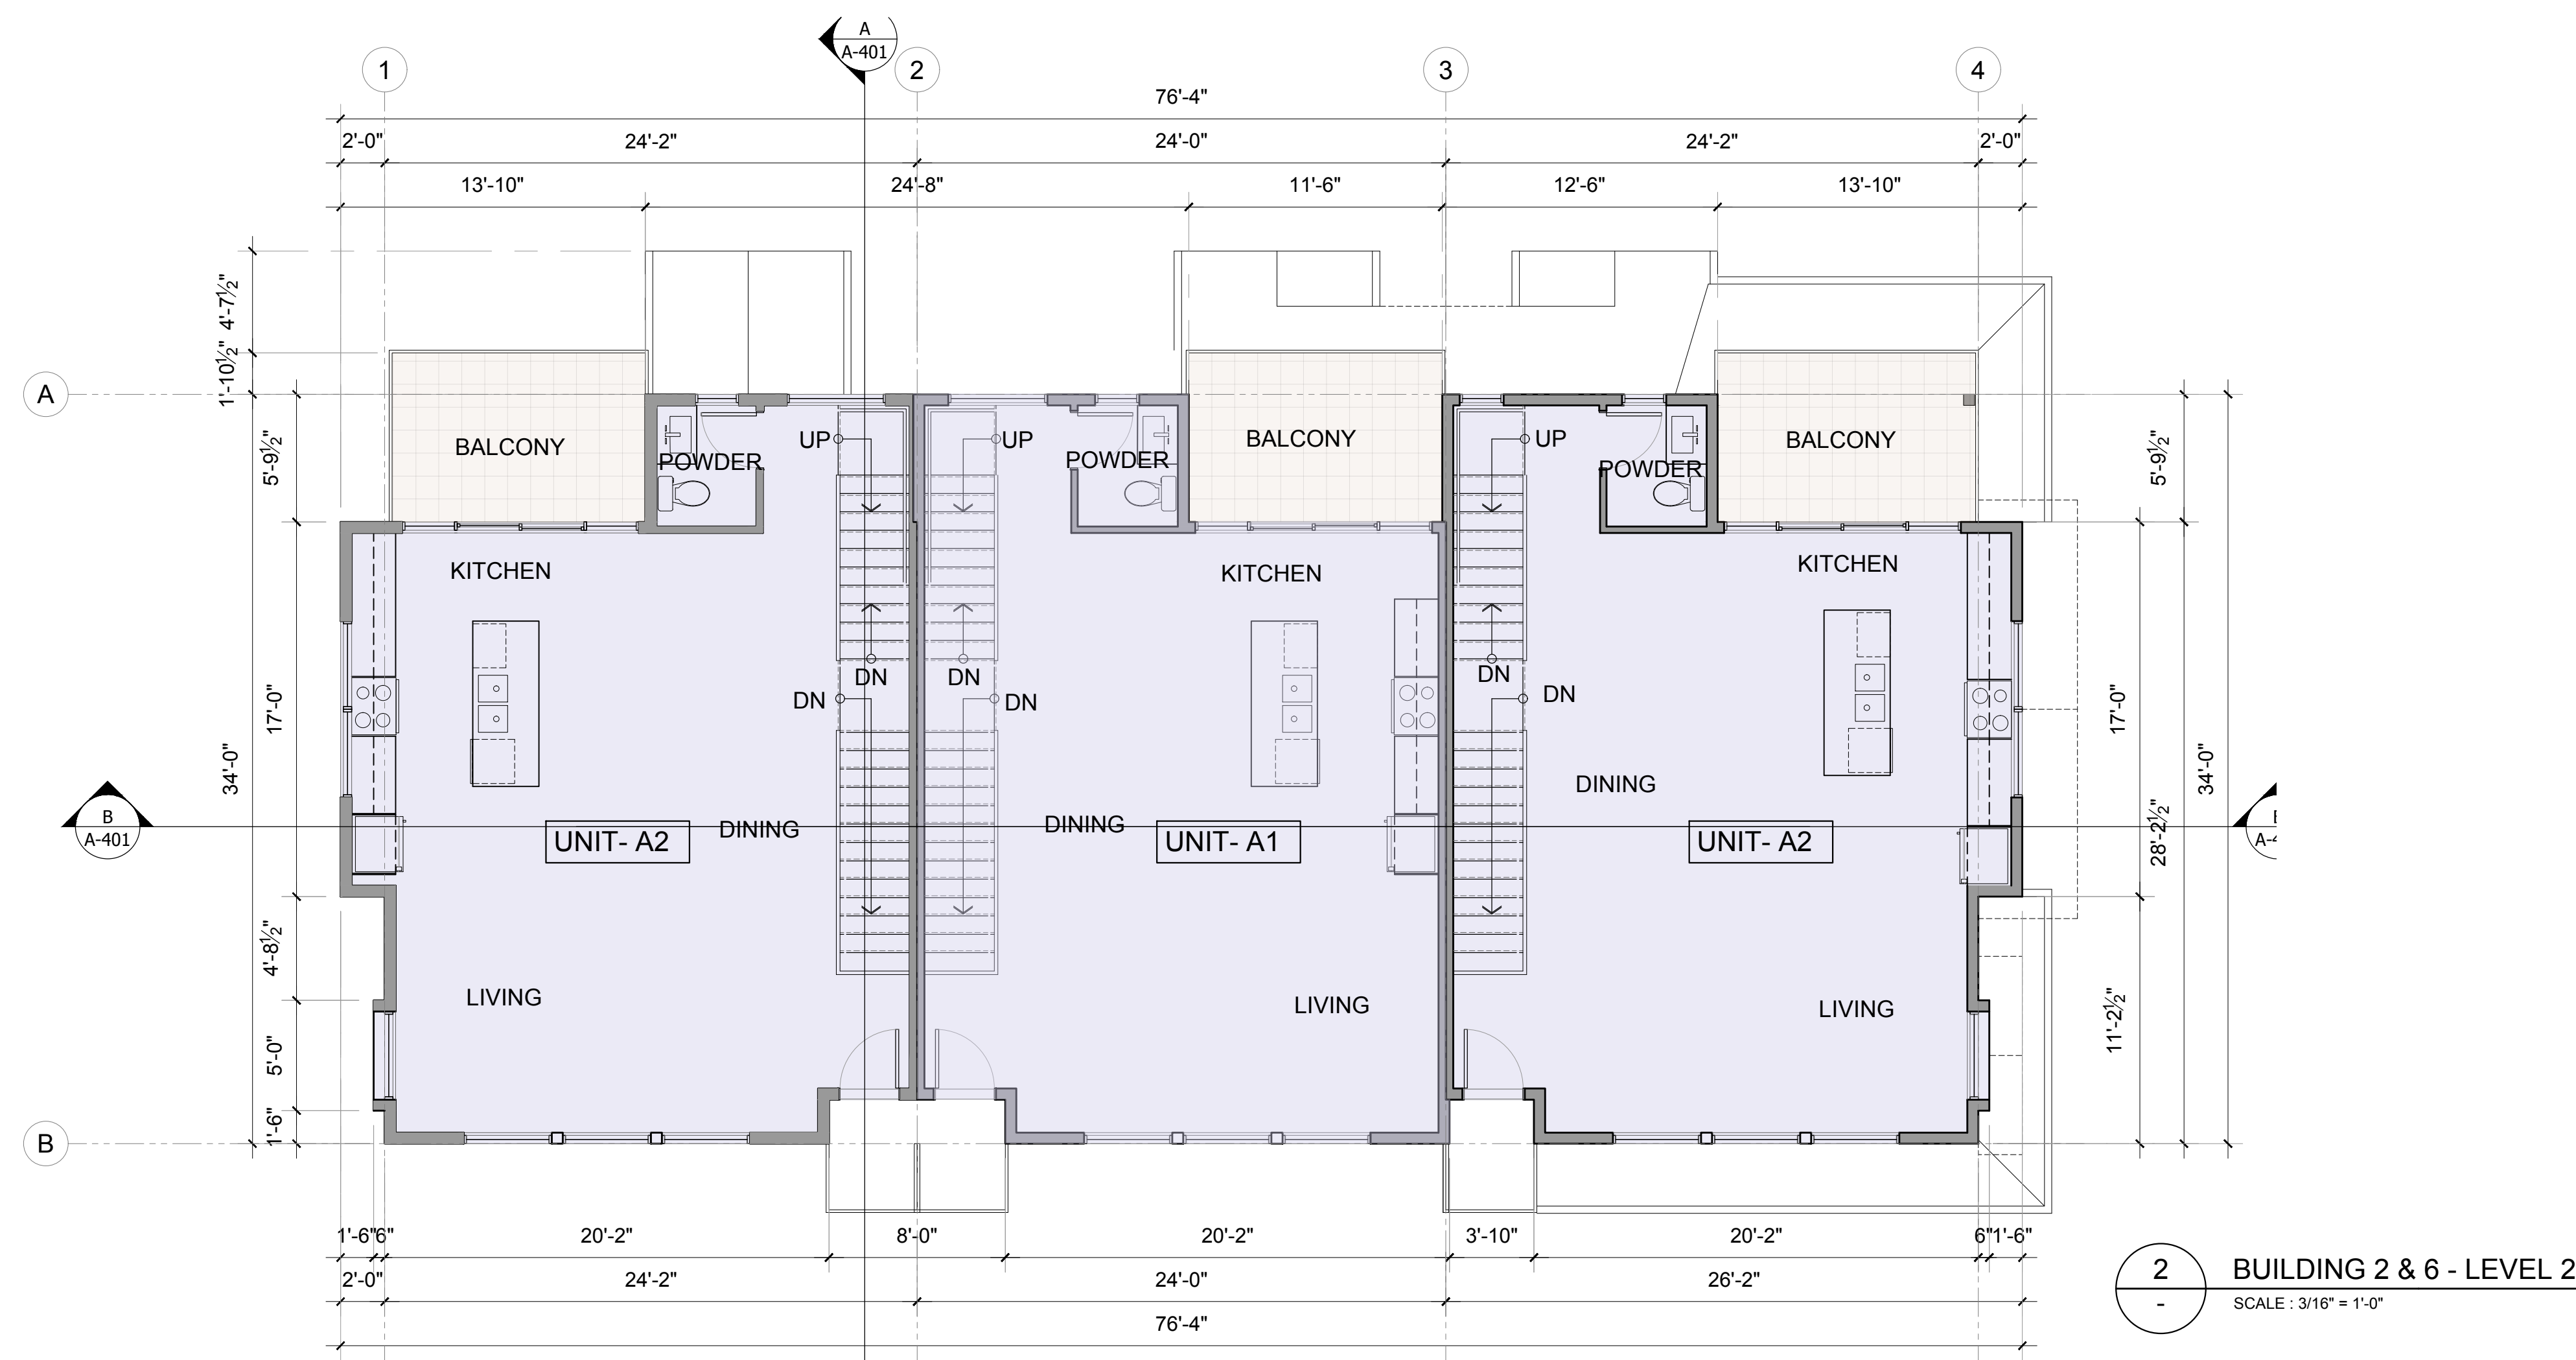 A
A-401
1
2
3
4
76'-4"
2'-0"
24'-2"
24'-0"
24'-2"
2'-0"
13'-10"
24'-8"
11'-6"
12'-6"
13'-10"
4'-7½"
1'-10½"
A
5'-9½"
5'-9½"
BALCONY
BALCONY
BALCONY
POWDER
UP
UP
POWDER
UP
POWDER
KITCHEN
KITCHEN
KITCHEN
17'-0"
34'-0"
17'-0"
34'-0"
28'-2½"
DN
DN
DN
DN
DN
DN
DINING
DINING
DINING
B
A-401
UNIT- A2
UNIT- A1
UNIT- A2
4'-8½"
LIVING
LIVING
LIVING
5'-0"
11'-2½"
1'-6"
B
1'-6"
6"
20'-2"
8'-0"
20'-2"
3'-10"
20'-2"
6"
1'-6"
2'-0"
24'-2"
24'-0"
26'-2"
76'-4"
2
-
BUILDING 2 & 6 - LEVEL 2
SCALE : 3/16" = 1'-0"